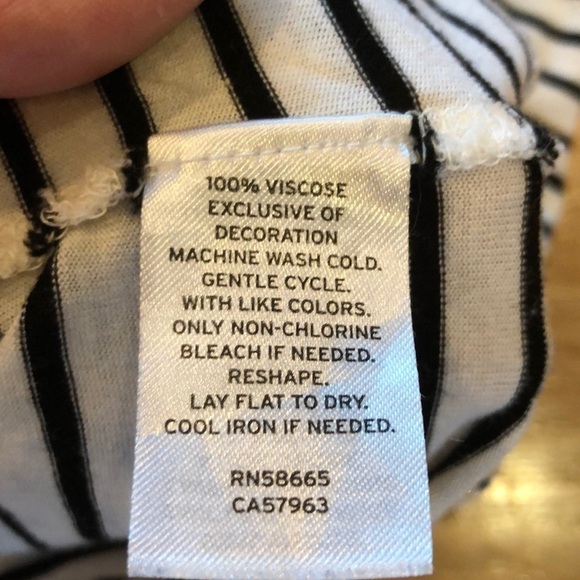 100% VISCOSE
EXCLUSIVE OF
DECORATION
MACHINE WASH COLD.
GENTLE CYCLE.
WITH LIKE COLORS.
ONLY NON-CHLORINE
BLEACH IF NEEDED.
RESHAPE.
LAY FLAT TO DRY.
COOL IRON IF NEEDED.
RN58665
CA57963